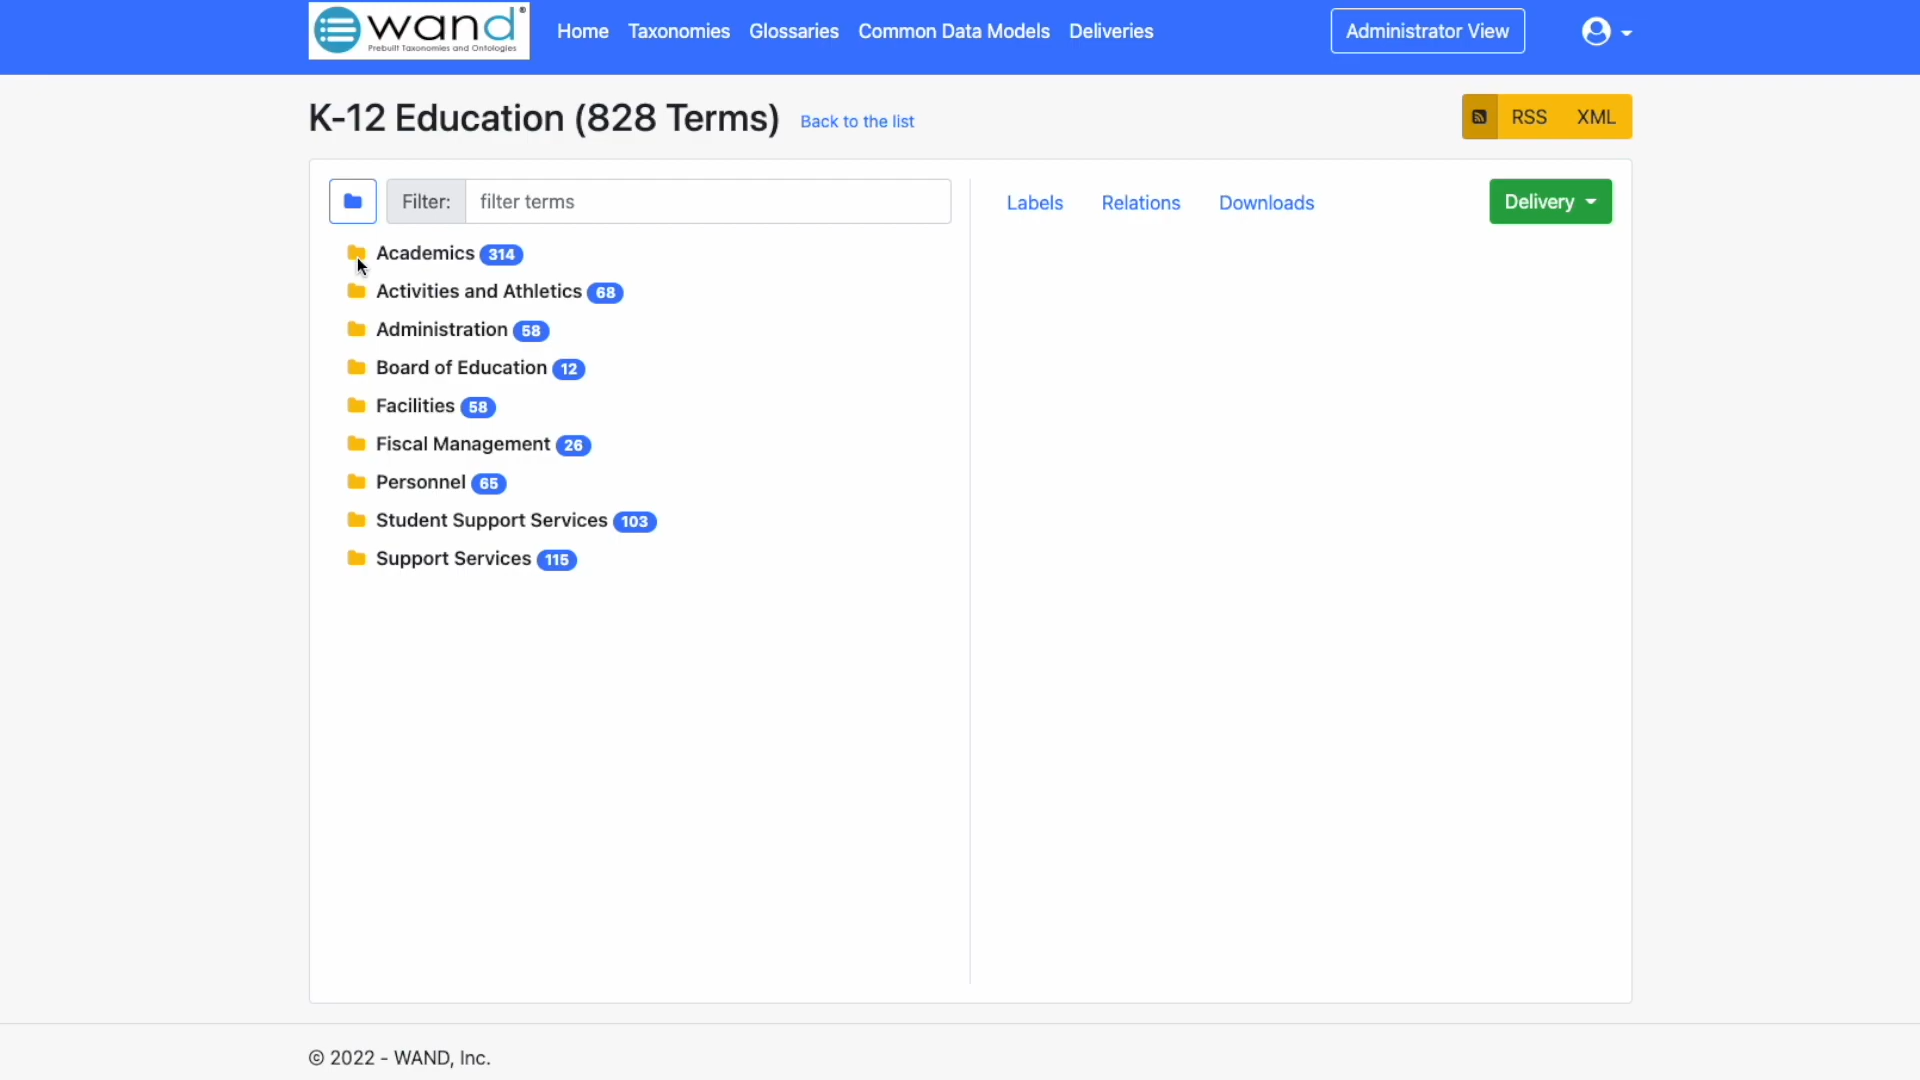 wand®
Prebuilt Taxonomies and Ontologies
Home Taxonomies Glossaries Common Data Models Deliveries Administrator View
K-12 Education (828 Terms) Back to the list RSS XML
Filter: filter terms
Labels Relations Downloads Delivery
Academics 314
Activities and Athletics 68
Administration 58
Board of Education 12
Facilities 58
Fiscal Management 26
Personnel 65
Student Support Services 103
Support Services 115
© 2022 - WAND, Inc.